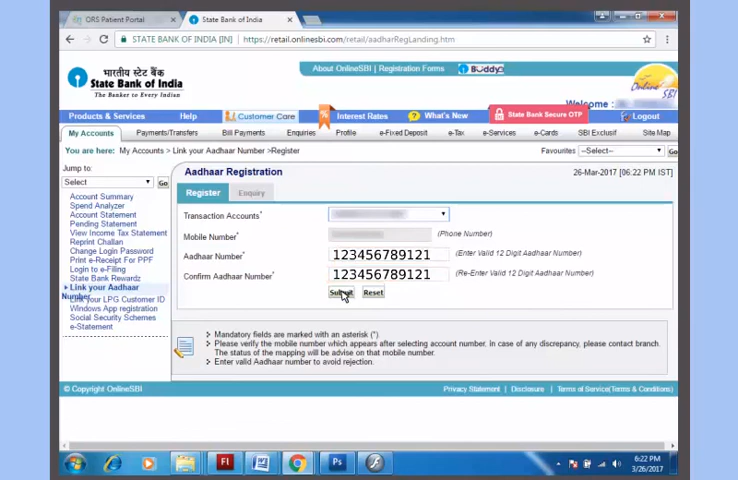 ORS Patient Portal
State Bank of India
STATE BANK OF INDIA [IN] https://retail.onlinesbi.com/retail/aadharRegLanding.htm
About OnlineSBI | Registration Forms
Buddy
भारतीय स्टेट बैंक
State Bank of India
The Banker to Every Indian
Online SBI
Welcome :
Products & Services Help Customer Care % Interest Rates ? What's New State Bank Secure OTP Logout
My Accounts Payments/Transfers Bill Payments Enquiries Profile e-Fixed Deposit e-Tax e-Services e-Cards SBI Exclusif Site Map
You are here: My Accounts > Link your Aadhaar Number >Register Favourites --Select-- Go
Jump to:
Select Go
Account Summary
Spend Analyzer
Account Statement
Pending Statement
View Income Tax Statement
Reprint Challan
Change Login Password
Print e-Receipt for PPF
Login to e-Filing
State Bank Rewardz
Link your Aadhaar
Number
Link your LPG Customer ID
Windows App registration
Social Security Schemes
e-Statement
Aadhaar Registration 26-Mar-2017 [06:22 PM IST]
Register Enquiry
Transaction Accounts*
Mobile Number* (Phone Number)
Aadhaar Number* 123456789121 (Enter Valid 12 Digit Aadhaar Number)
Confirm Aadhaar Number* 123456789121 (Re-Enter Valid 12 Digit Aadhaar Number)
Submit Reset
Mandatory fields are marked with an asterisk (*).
Please verify the mobile number which appears after selecting account number. In case of any discrepancy, please contact branch.
The status of the mapping will be advise on that mobile number.
Enter valid Aadhaar number to avoid rejection.
© Copyright OnlineSBI Privacy Statement | Disclosure | Terms of Service(Terms & Conditions)
Fl
W
Ps
6:22 PM
3/26/2017